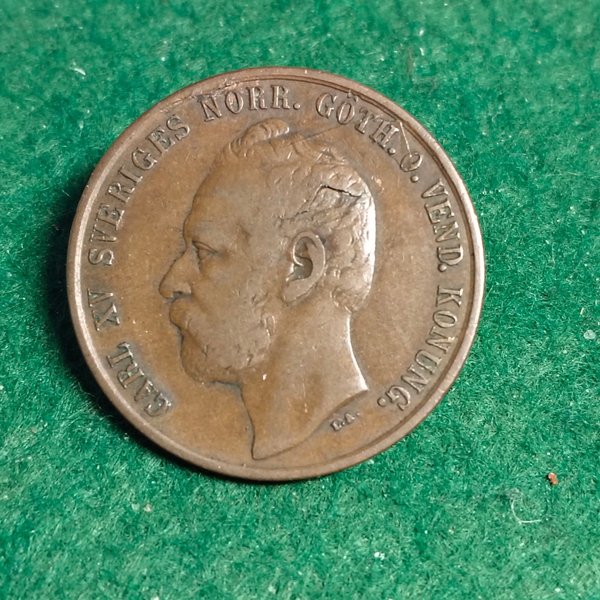 CARL XV SVERIGES NORR. GÖTH. O. VEND. KONUNG.
L.A.